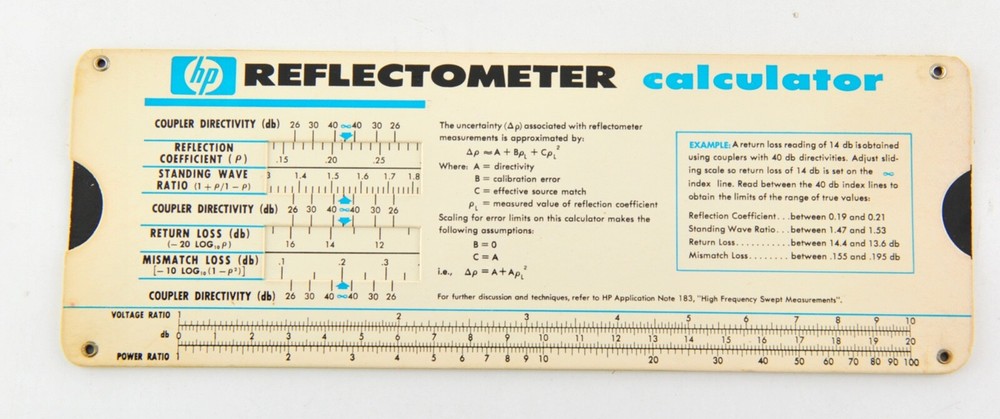 hp REFLECTOMETER calculator
COUPLER DIRECTIVITY (db) 26 30 40 ∞ 40 30 26
REFLECTION
COEFFICIENT (ρ) .15 .20 .25
STANDING WAVE 3 1.4 1.5 1.6 1.7 1.8
RATIO (1 + ρ/1 − ρ)
COUPLER DIRECTIVITY (db) 26 30 40 ∞ 40 30 26
RETURN LOSS (db) 16 14 12
(− 20 LOG₁₀ ρ)
MISMATCH LOSS (db) .1 .2 .3
[− 10 LOG₁₀ (1 − ρ²)]
COUPLER DIRECTIVITY (db) 26 30 40 ∞ 40 30 26
The uncertainty (Δρ) associated with reflectometer
measurements is approximated by:
Δρ ≈ A + Bρ_L + Cρ_L²
Where: A = directivity
B = calibration error
C = effective source match
ρ_L = measured value of reflection coefficient
Scaling for error limits on this calculator makes the
following assumptions:
B = 0
C = A
i.e., Δρ = A + Aρ_L²
For further discussion and techniques, refer to HP Application Note 183, "High Frequency Swept Measurements".
EXAMPLE: A return loss reading of 14 db is obtained
using couplers with 40 db directivities. Adjust slid-
ing scale so return loss of 14 db is set on the ∞
index line. Read between the 40 db index lines to
obtain the limits of the range of true values:
Reflection Coefficient...between 0.19 and 0.21
Standing Wave Ratio...between 1.47 and 1.53
Return Loss..........between 14.4 and 13.6 db
Mismatch Loss........between .155 and .195 db
VOLTAGE RATIO 1 2 3 4 5 6 7 8 9 10
db 0 1 2 3 4 5 6 7 8 9 10 11 12 13 14 15 16 17 18 19 20
POWER RATIO 1 2 3 4 5 6 7 8 9 10 20 30 40 50 60 70 80 90 100